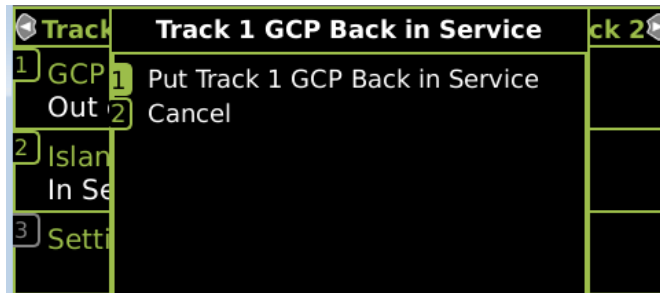 Track
Track 1 GCP Back in Service
ck 2
1 GCP
Out
1 Put Track 1 GCP Back in Service
2 Cancel
2 Islan
In Se
3 Setti